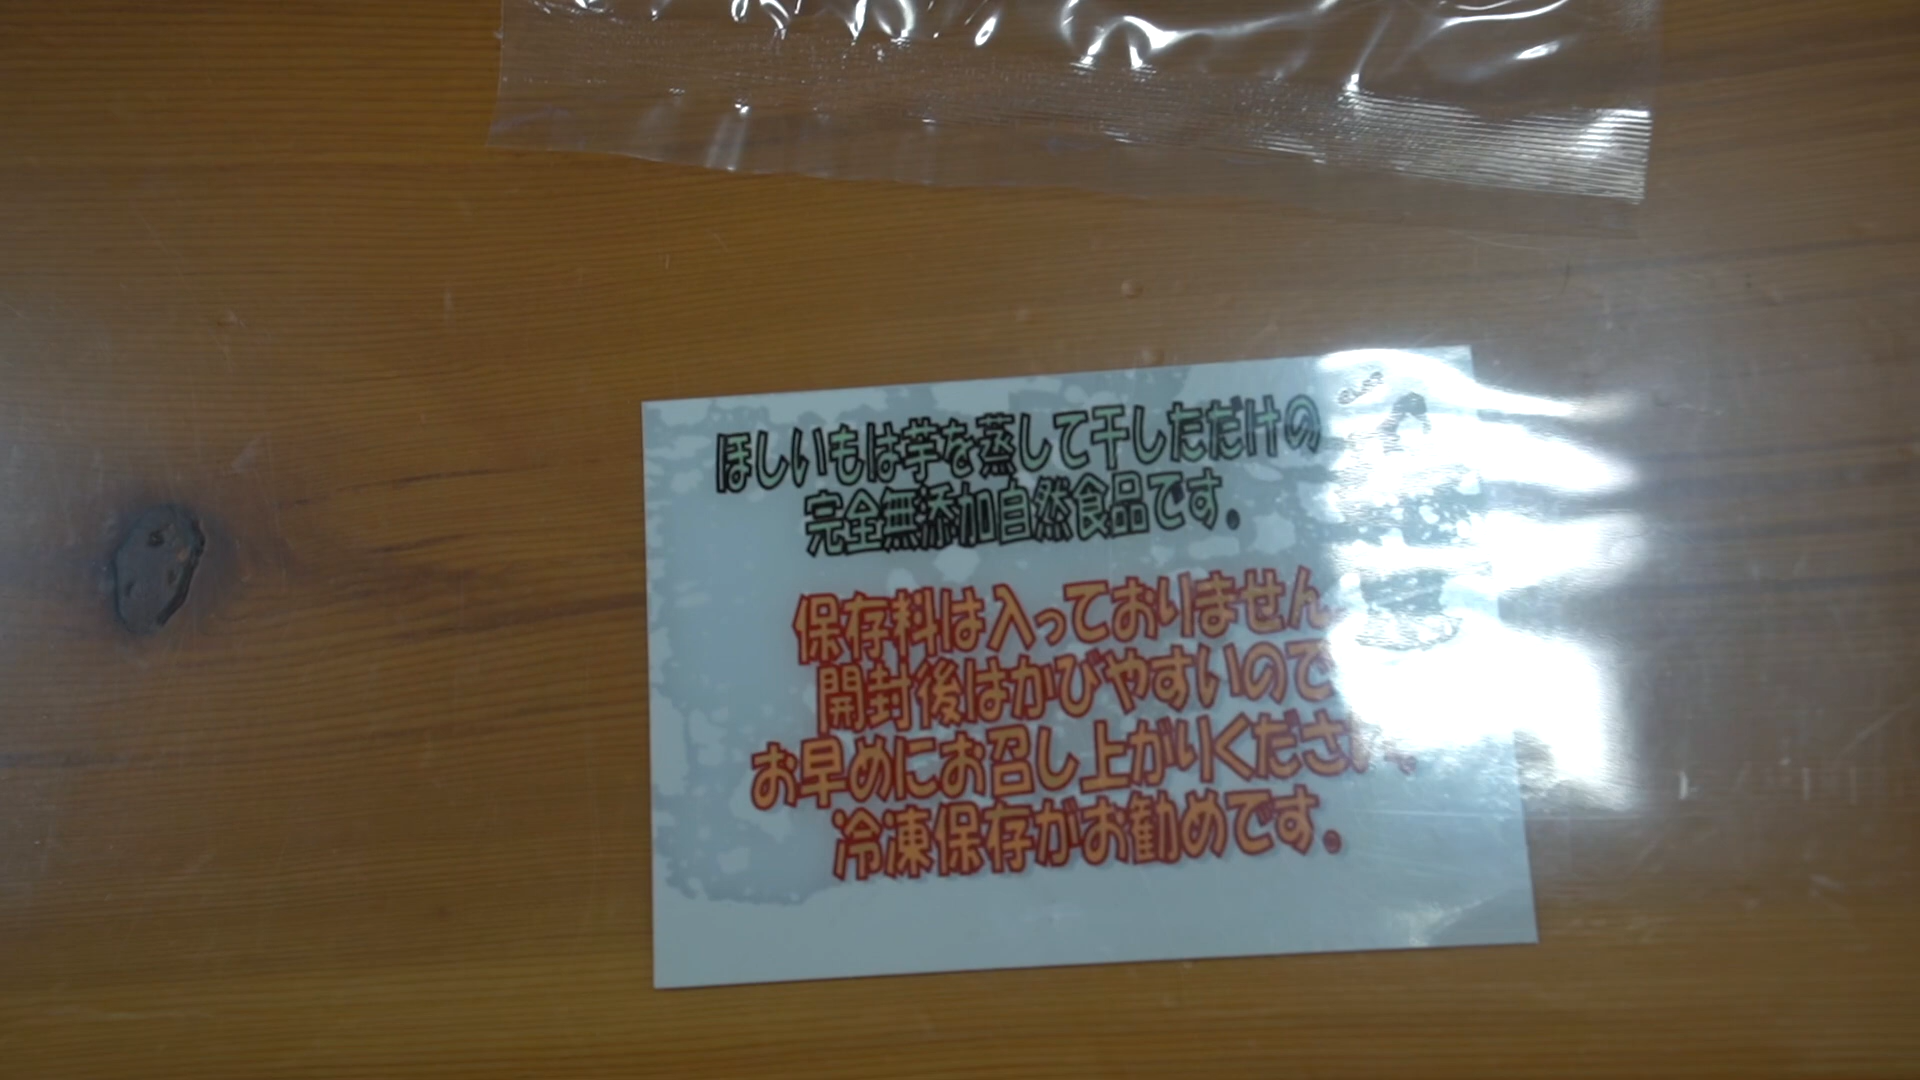 ほしいもは芋を蒸して干しただけの
完全無添加自然食品です。
保存料は入っておりません
開封後はかびやすいので
お早めにお召し上がりください。
冷凍保存がお勧めです。